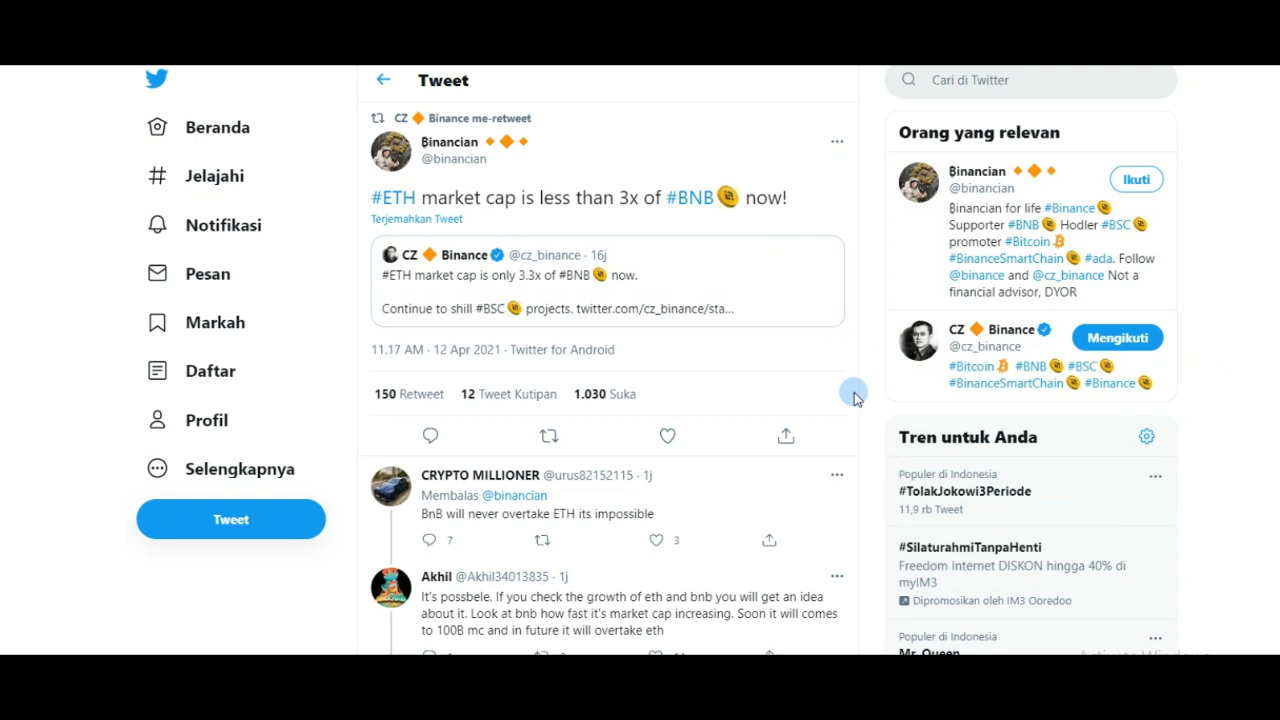 Beranda
Jelajahi
Notifikasi
Pesan
Markah
Daftar
Profil
Selengkapnya
Tweet
Tweet
CZ 🔶 Binance me-retweet
₿inancian 🔸🔶🔸
@binancian
#ETH market cap is less than 3x of #BNB now!
Terjemahkan Tweet
CZ 🔶 Binance @cz_binance · 16j
#ETH market cap is only 3.3x of #BNB now.
Continue to shill #BSC projects. twitter.com/cz_binance/sta...
11.17 AM · 12 Apr 2021 · Twitter for Android
150 Retweet 12 Tweet Kutipan 1.030 Suka
CRYPTO MILLIONER @urus82152115 · 1j
Membalas @binancian
BnB will never overtake ETH its impossible
7 3
Akhil @Akhil34013835 · 1j
It's possbele. If you check the growth of eth and bnb you will get an idea
about it. Look at bnb how fast it's market cap increasing. Soon it will comes
to 100B mc and in future it will overtake eth
Cari di Twitter
Orang yang relevan
₿inancian 🔸🔶🔸
@binancian
Ikuti
₿inancian for life #Binance
Supporter #BNB Hodler #BSC
promoter #Bitcoin
#BinanceSmartChain #ada. Follow
@binance and @cz_binance Not a
financial advisor, DYOR
CZ 🔶 Binance
@cz_binance
Mengikuti
#Bitcoin #BNB #BSC
#BinanceSmartChain #Binance
Tren untuk Anda
Populer di Indonesia
#TolakJokowi3Periode
11,9 rb Tweet
#SilaturahmiTanpaHenti
Freedom Internet DISKON hingga 40% di
myIM3
Dipromosikan oleh IM3 Ooredoo
Populer di Indonesia
Mr. Queen